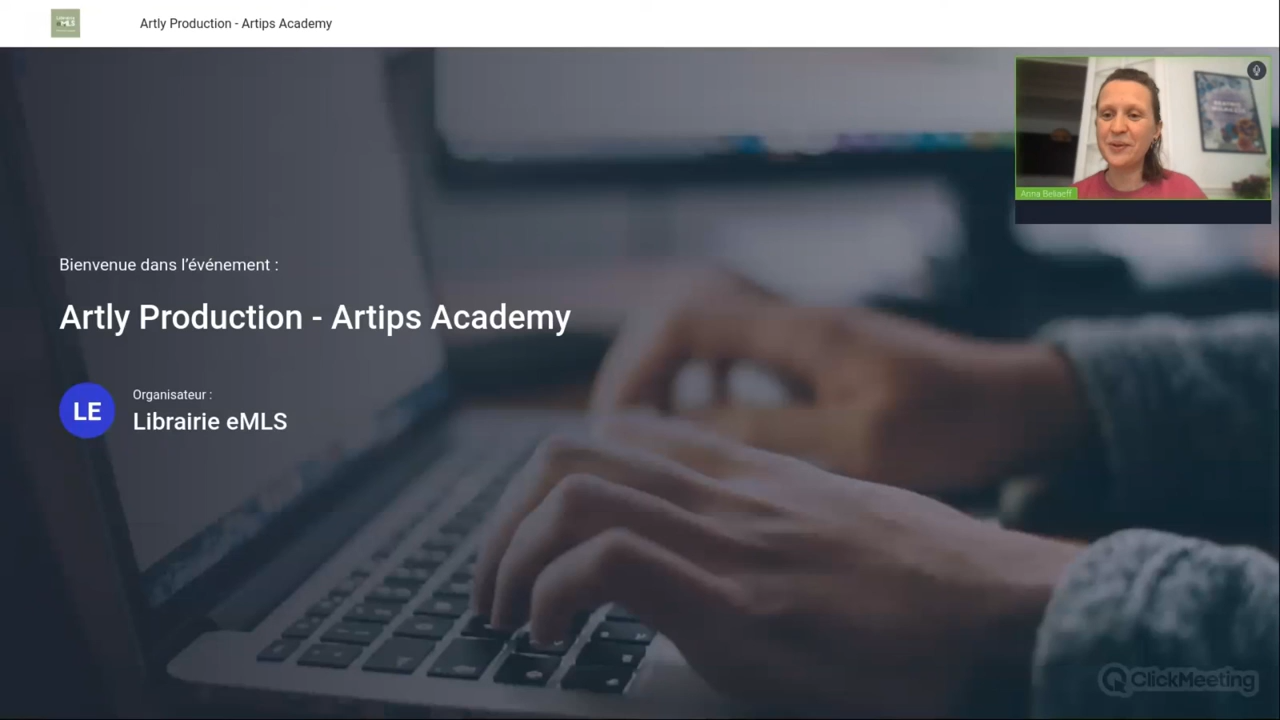 Artly Production - Artips Academy
Anna Beliaeff
Bienvenue dans l’événement :
Artly Production - Artips Academy
LE
Organisateur :
Librairie eMLS
ClickMeeting